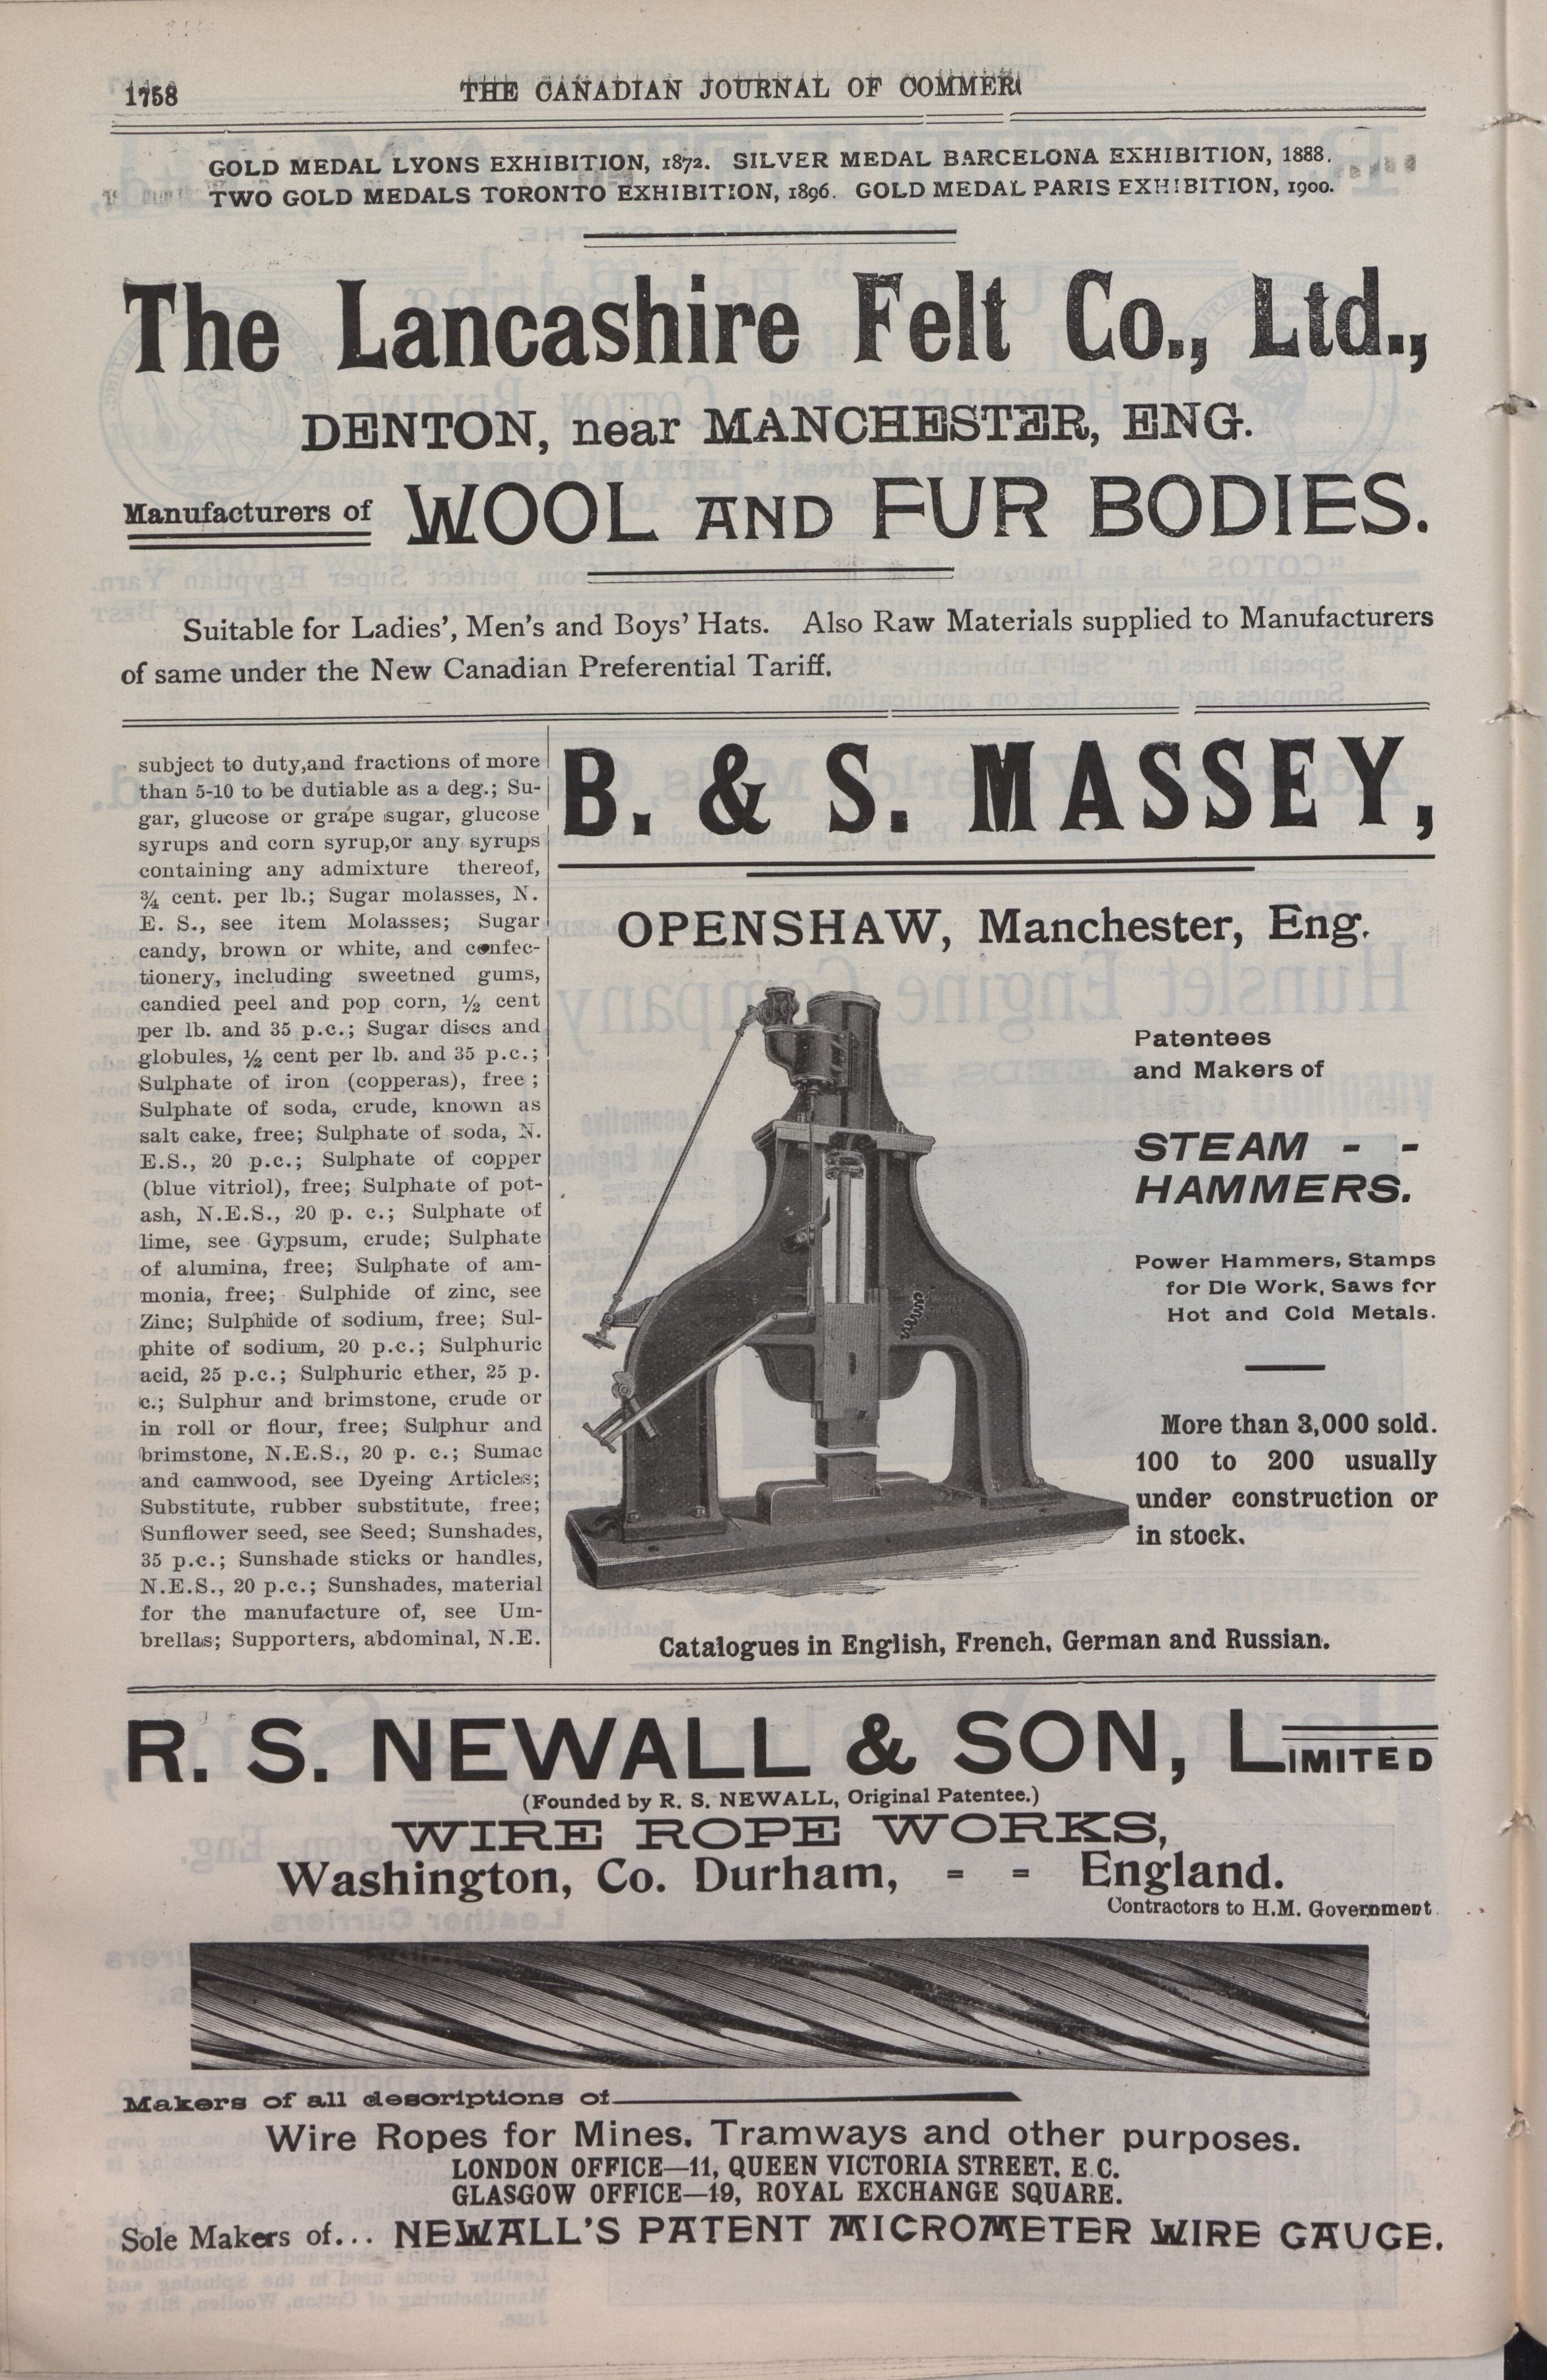 1758
THE CANADIAN JOURNAL OF COMMER
GOLD MEDAL LYONS EXHIBITION, 1872. SILVER MEDAL BARCELONA EXHIBITION, 1888.
TWO GOLD MEDALS TORONTO EXHIBITION, 1896. GOLD MEDAL PARIS EXHIBITION, 1900.
The Lancashire Felt Co., Ltd.,
DENTON, near MANCHESTER, ENG.
Manufacturers of WOOL AND FUR BODIES.
Suitable for Ladies', Men's and Boys' Hats. Also Raw Materials supplied to Manufacturers
of same under the New Canadian Preferential Tariff.
subject to duty,and fractions of more
than 5-10 to be dutiable as a deg.; Su-
gar, glucose or grape sugar, glucose
syrups and corn syrup,or any syrups
containing any admixture thereof,
¾ cent. per lb.; Sugar molasses, N.
E. S., see item Molasses; Sugar
candy, brown or white, and confec-
tionery, including sweetned gums,
candied peel and pop corn, ½ cent
per lb. and 35 p.c.; Sugar discs and
globules, ½ cent per lb. and 35 p.c.;
Sulphate of iron (copperas), free;
Sulphate of soda, crude, known as
salt cake, free; Sulphate of soda, N.
E.S., 20 p.c.; Sulphate of copper
(blue vitriol), free; Sulphate of pot-
ash, N.E.S., 20 p. c.; Sulphate of
lime, see Gypsum, crude; Sulphate
of alumina, free; Sulphate of am-
monia, free; Sulphide of zinc, see
Zinc; Sulphide of sodium, free; Sul-
phite of sodium, 20 p.c.; Sulphuric
acid, 25 p.c.; Sulphuric ether, 25 p.
c.; Sulphur and brimstone, crude or
in roll or flour, free; Sulphur and
brimstone, N.E.S., 20 p. c.; Sumac
and camwood, see Dyeing Articles;
Substitute, rubber substitute, free;
Sunflower seed, see Seed; Sunshades,
35 p.c.; Sunshade sticks or handles,
N.E.S., 20 p.c.; Sunshades, material
for the manufacture of, see Um-
brellas; Supporters, abdominal, N.E.
B. & S. MASSEY,
OPENSHAW, Manchester, Eng.
Patentees
and Makers of
STEAM - -
HAMMERS.
Power Hammers, Stamps
for Die Work, Saws for
Hot and Cold Metals.
More than 3,000 sold.
100 to 200 usually
under construction or
in stock.
Catalogues in English, French, German and Russian.
R. S. NEWALL & SON, LIMITED
(Founded by R. S. NEWALL, Original Patentee.)
WIRE ROPE WORKS,
Washington, Co. Durham, - - England.
Contractors to H.M. Government.
Makers of all descriptions of
Wire Ropes for Mines, Tramways and other purposes.
LONDON OFFICE—11, QUEEN VICTORIA STREET, E.C.
GLASGOW OFFICE—19, ROYAL EXCHANGE SQUARE.
Sole Makers of... NEWALL'S PATENT MICROMETER WIRE GAUGE.